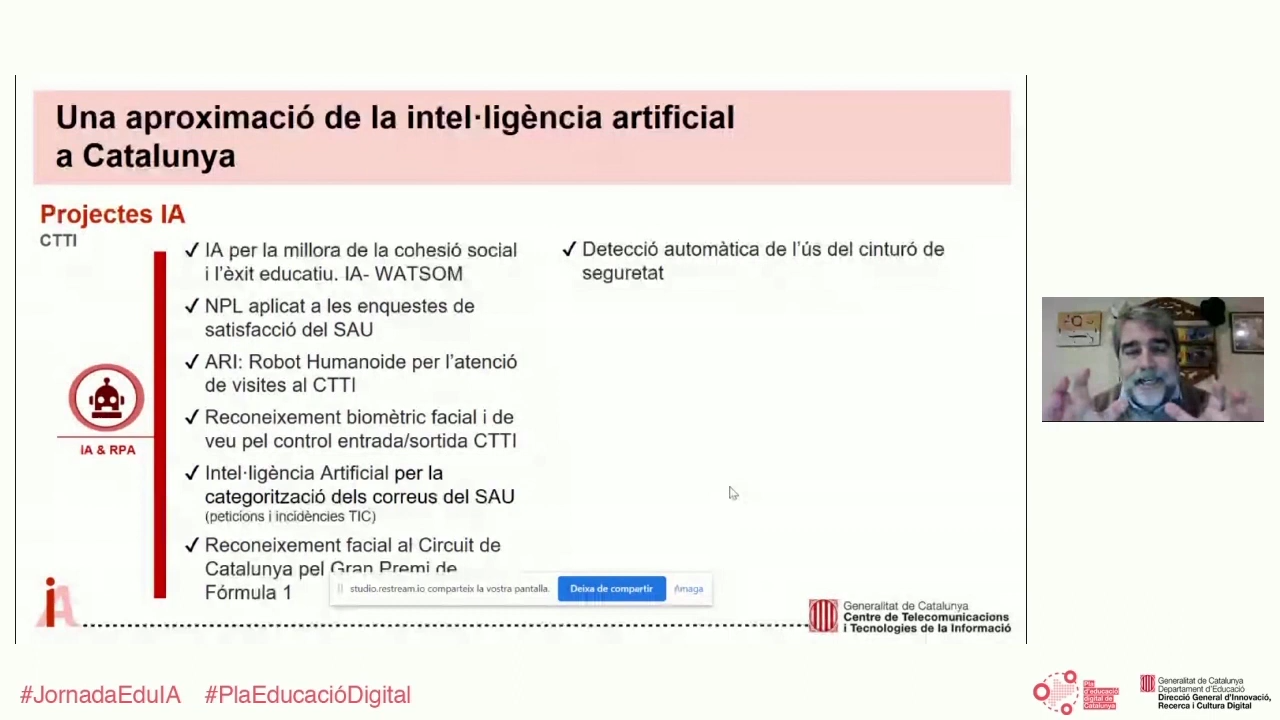 Una aproximació de la intel·ligència artificial
a Catalunya
Projectes IA
CTTI
✓ IA per la millora de la cohesió social
i l'èxit educatiu. IA- WATSOM
✓ NPL aplicat a les enquestes de
satisfacció del SAU
✓ ARI: Robot Humanoide per l'atenció
de visites al CTTI
✓ Reconeixement biomètric facial i de
veu pel control entrada/sortida CTTI
✓ Intel·ligència Artificial per la
categorització dels correus del SAU
(peticions i incidències TIC)
✓ Reconeixement facial al Circuit de
Catalunya pel Gran Premi de
Fórmula 1
✓ Detecció automàtica de l'ús del cinturó de
seguretat
IA & RPA
studio.restream.io comparteix la vostra pantalla.
Deixa de compartir
Amaga
iA
Generalitat de Catalunya
Centre de Telecomunicacions
i Tecnologies de la Informació
#JornadaEduIA #PlaEducacióDigital
Pla
d'educació
digital de
Catalunya
Generalitat de Catalunya
Departament d'Educació
Direcció General d'Innovació,
Recerca i Cultura Digital